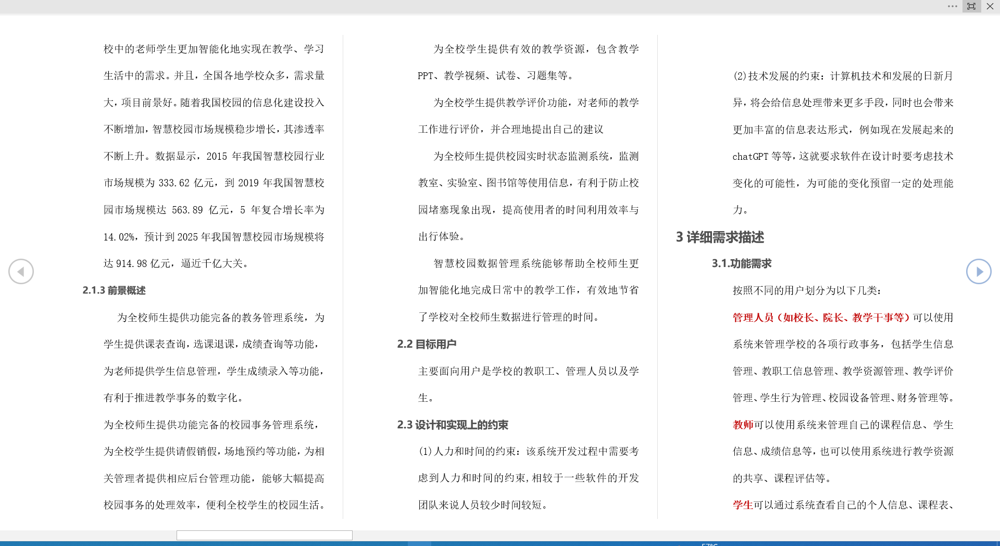 校中的老师学生更加智能化地实现在教学、学习
生活中的需求。并且，全国各地学校众多，需求量
大，项目前景好。随着我国校园的信息化建设投入
不断增加，智慧校园市场规模稳步增长，其渗透率
不断上升。数据显示，2015 年我国智慧校园行业
市场规模为 333.62 亿元，到 2019 年我国智慧校
园市场规模达 563.89 亿元，5 年复合增长率为
14.02%，预计到 2025 年我国智慧校园市场规模将
达 914.98 亿元，逼近千亿大关。
2.1.3 前景概述
为全校师生提供功能完备的教务管理系统，为
学生提供课表查询，选课退课，成绩查询等功能，
为老师提供学生信息管理，学生成绩录入等功能，
有利于推进教学事务的数字化。
为全校师生提供功能完备的校园事务管理系统，
为全校学生提供请假销假，场地预约等功能，为相
关管理者提供相应后台管理功能，能够大幅提高
校园事务的处理效率，便利全校学生的校园生活。
为全校学生提供有效的教学资源，包含教学
PPT、教学视频、试卷、习题集等。
为全校学生提供教学评价功能，对老师的教学
工作进行评价，并合理地提出自己的建议
为全校师生提供校园实时状态监测系统，监测
教室、实验室、图书馆等使用信息，有利于防止校
园堵塞现象出现，提高使用者的时间利用效率与
出行体验。
智慧校园数据管理系统能够帮助全校师生更
加智能化地完成日常中的教学工作，有效地节省
了学校对全校师生数据进行管理的时间。
2.2 目标用户
主要面向用户是学校的教职工、管理人员以及学
生。
2.3 设计和实现上的约束
(1)人力和时间的约束：该系统开发过程中需要考
虑到人力和时间的约束,相较于一些软件的开发
团队来说人员较少时间较短。
(2)技术发展的约束：计算机技术和发展的日新月
异，将会给信息处理带来更多手段，同时也会带来
更加丰富的信息表达形式，例如现在发展起来的
chatGPT 等等，这就要求软件在设计时要考虑技术
变化的可能性，为可能的变化预留一定的处理能
力。
3 详细需求描述
3.1.功能需求
按照不同的用户划分为以下几类：
管理人员（如校长、院长、教学干事等）可以使用
系统来管理学校的各项行政事务，包括学生信息
管理、教职工信息管理、教学资源管理、教学评价
管理、学生行为管理、校园设备管理、财务管理等。
教师可以使用系统来管理自己的课程信息、学生
信息、成绩信息等，也可以使用系统进行教学资源
的共享、课程评估等。
学生可以通过系统查看自己的个人信息、课程表、